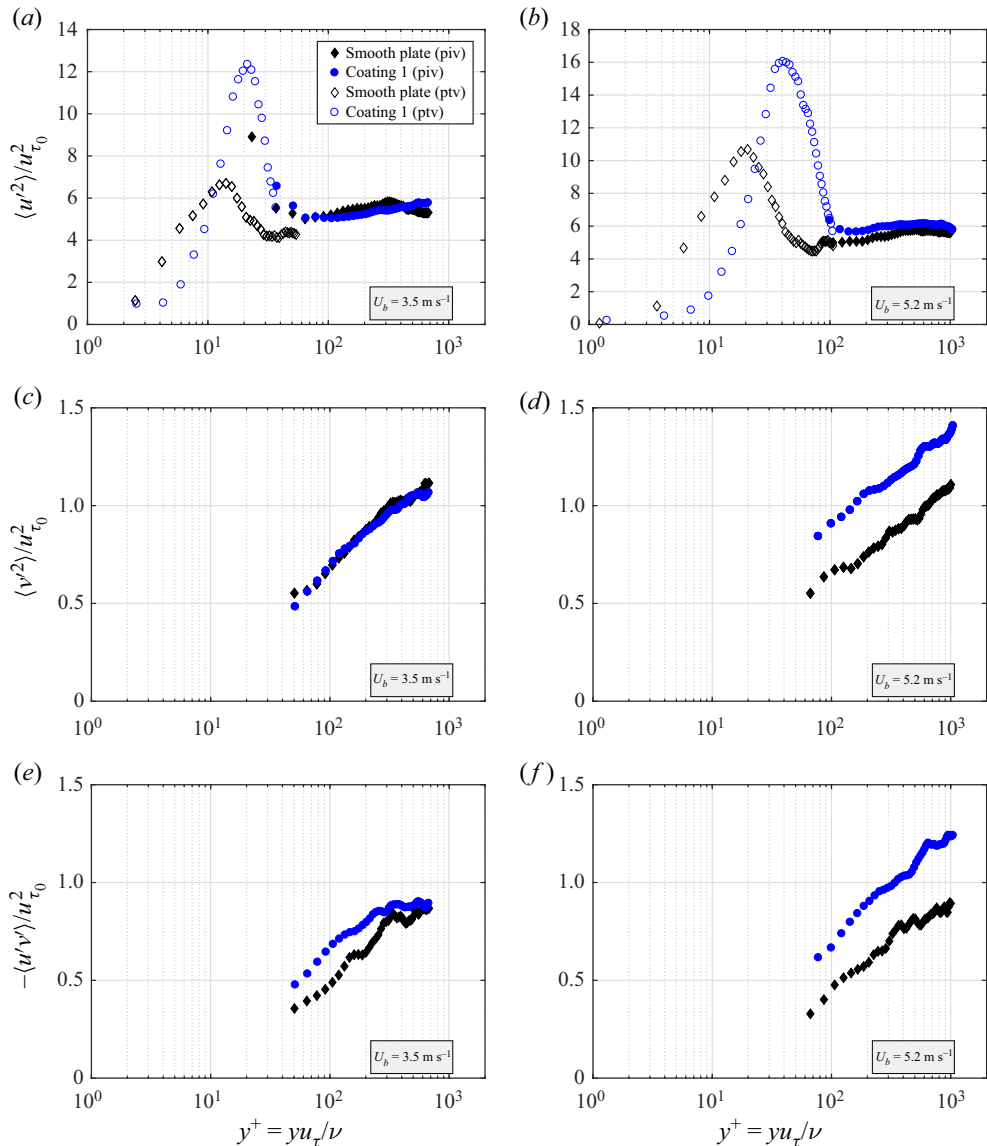 (a)
(b)
14
12
10
8
6
4
2
0
⟨u′²⟩/u²τ₀
Smooth plate (piv)
Coating 1 (piv)
Smooth plate (ptv)
Coating 1 (ptv)
U_b = 3.5 m s⁻¹
10⁰ 10¹ 10² 10³
18
16
14
12
10
8
6
4
2
0
U_b = 5.2 m s⁻¹
10⁰ 10¹ 10² 10³
(c)
(d)
1.5
1.0
0.5
0
⟨v′²⟩/u²τ₀
U_b = 3.5 m s⁻¹
10⁰ 10¹ 10² 10³
1.5
1.0
0.5
0
U_b = 5.2 m s⁻¹
10⁰ 10¹ 10² 10³
(e)
(f)
1.5
1.0
0.5
0
−⟨u′v′⟩/u²τ₀
U_b = 3.5 m s⁻¹
10⁰ 10¹ 10² 10³
y⁺ = yu_τ/ν
1.5
1.0
0.5
0
U_b = 5.2 m s⁻¹
10⁰ 10¹ 10² 10³
y⁺ = yu_τ/ν